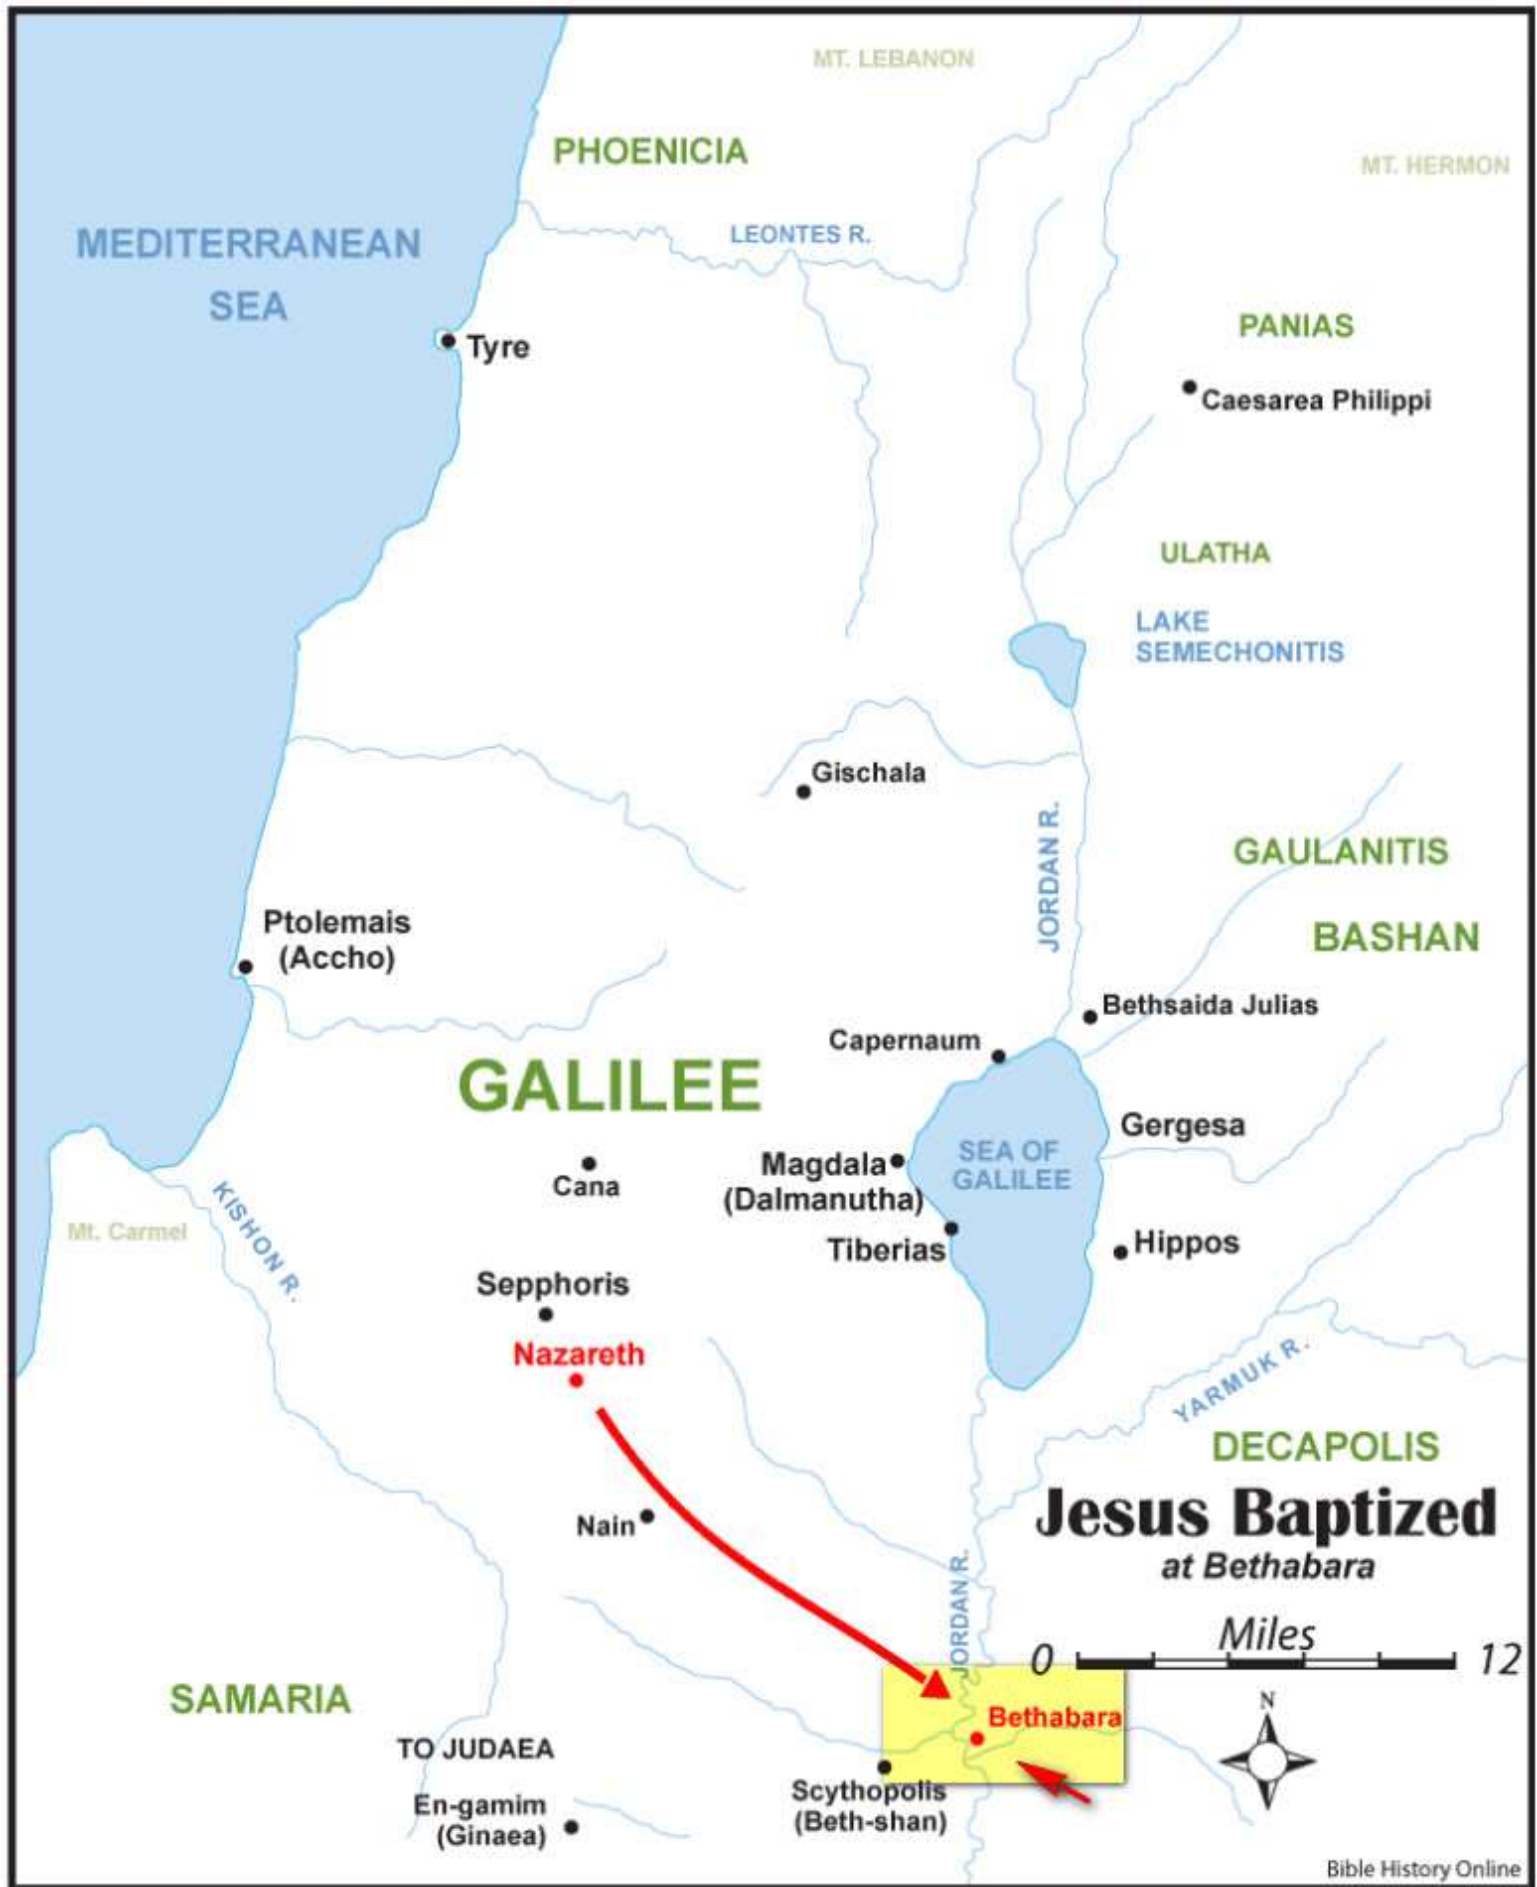 MT. LEBANON
PHOENICIA
MT. HERMON
LEONTES R.
MEDITERRANEAN
SEA
PANIAS
Tyre
Caesarea Philippi
ULATHA
LAKE
SEMECHONITIS
Gischala
JORDAN R.
GAULANITIS
BASHAN
Ptolemais
(Accho)
Bethsaida Julias
Capernaum
GALILEE
Gergesa
SEA OF
GALILEE
Magdala
(Dalmanutha)
Cana
KISHON R.
Mt. Carmel
Tiberias
Hippos
Sepphoris
Nazareth
YARMUK R.
DECAPOLIS
Jesus Baptized
at Bethabara
Nain
JORDAN R.
Miles
0 12
SAMARIA
N
Bethabara
TO JUDAEA
Scythopolis
(Beth-shan)
En-gamim
(Ginaea)
Bible History Online